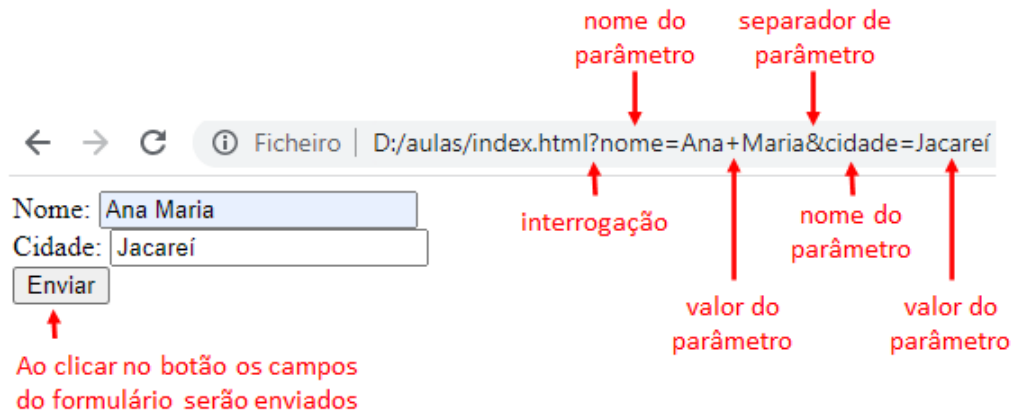 nome do
parâmetro
separador de
parâmetro
Ficheiro | D:/aulas/index.html?nome=Ana+Maria&cidade=Jacareí
interrogação
nome do
parâmetro
valor do
parâmetro
valor do
parâmetro
Nome: Ana Maria
Cidade: Jacareí
Enviar
Ao clicar no botão os campos
do formulário serão enviados